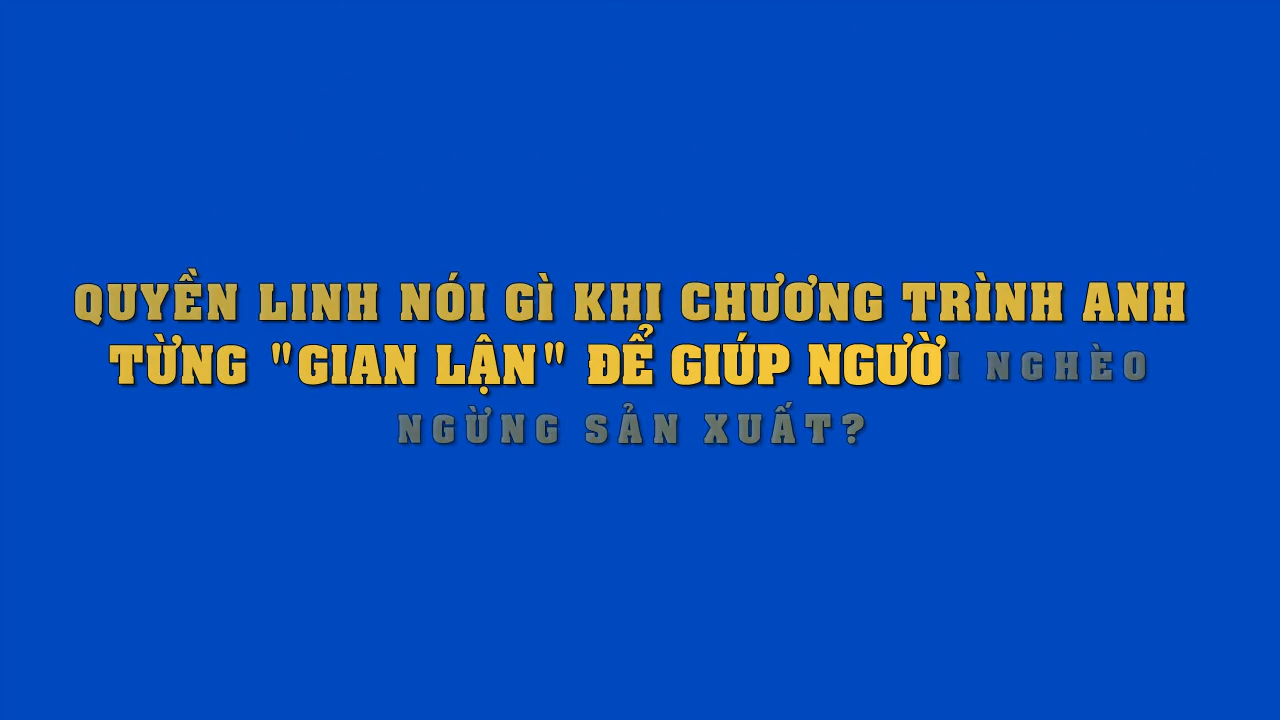 QUYỀN LINH NÓI GÌ KHI CHƯƠNG TRÌNH ANH
TỪNG "GIAN LẬN" ĐỂ GIÚP NGƯỜI NGHÈO
NGỪNG SẢN XUẤT?